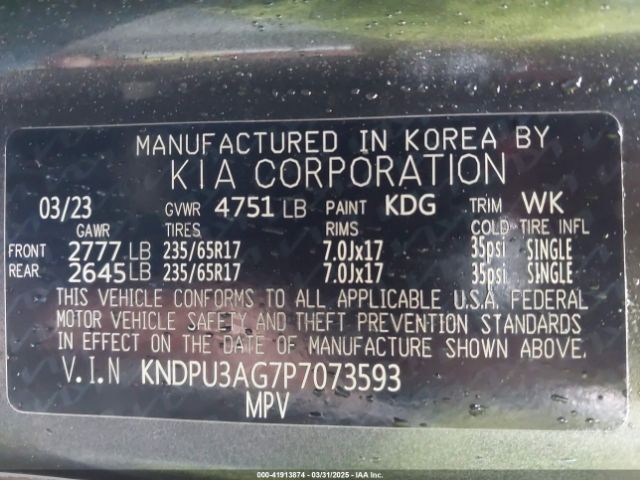 MANUFACTURED IN KOREA BY
KIA CORPORATION
03/23 GVWR 4751 LB PAINT KDG TRIM WK
GAWR TIRES RIMS COLD TIRE INFL
FRONT 2777 LB 235/65R17 7.0Jx17 35psi SINGLE
REAR 2645 LB 235/65R17 7.0Jx17 35psi SINGLE
THIS VEHICLE CONFORMS TO ALL APPLICABLE U.S.A. FEDERAL
MOTOR VEHICLE SAFETY AND THEFT PREVENTION STANDARDS
IN EFFECT ON THE DATE OF MANUFACTURE SHOWN ABOVE.
V.I.N KNDPU3AG7P7073593
MPV
000-41913874 - 03/31/2025 - IAAI, Inc.